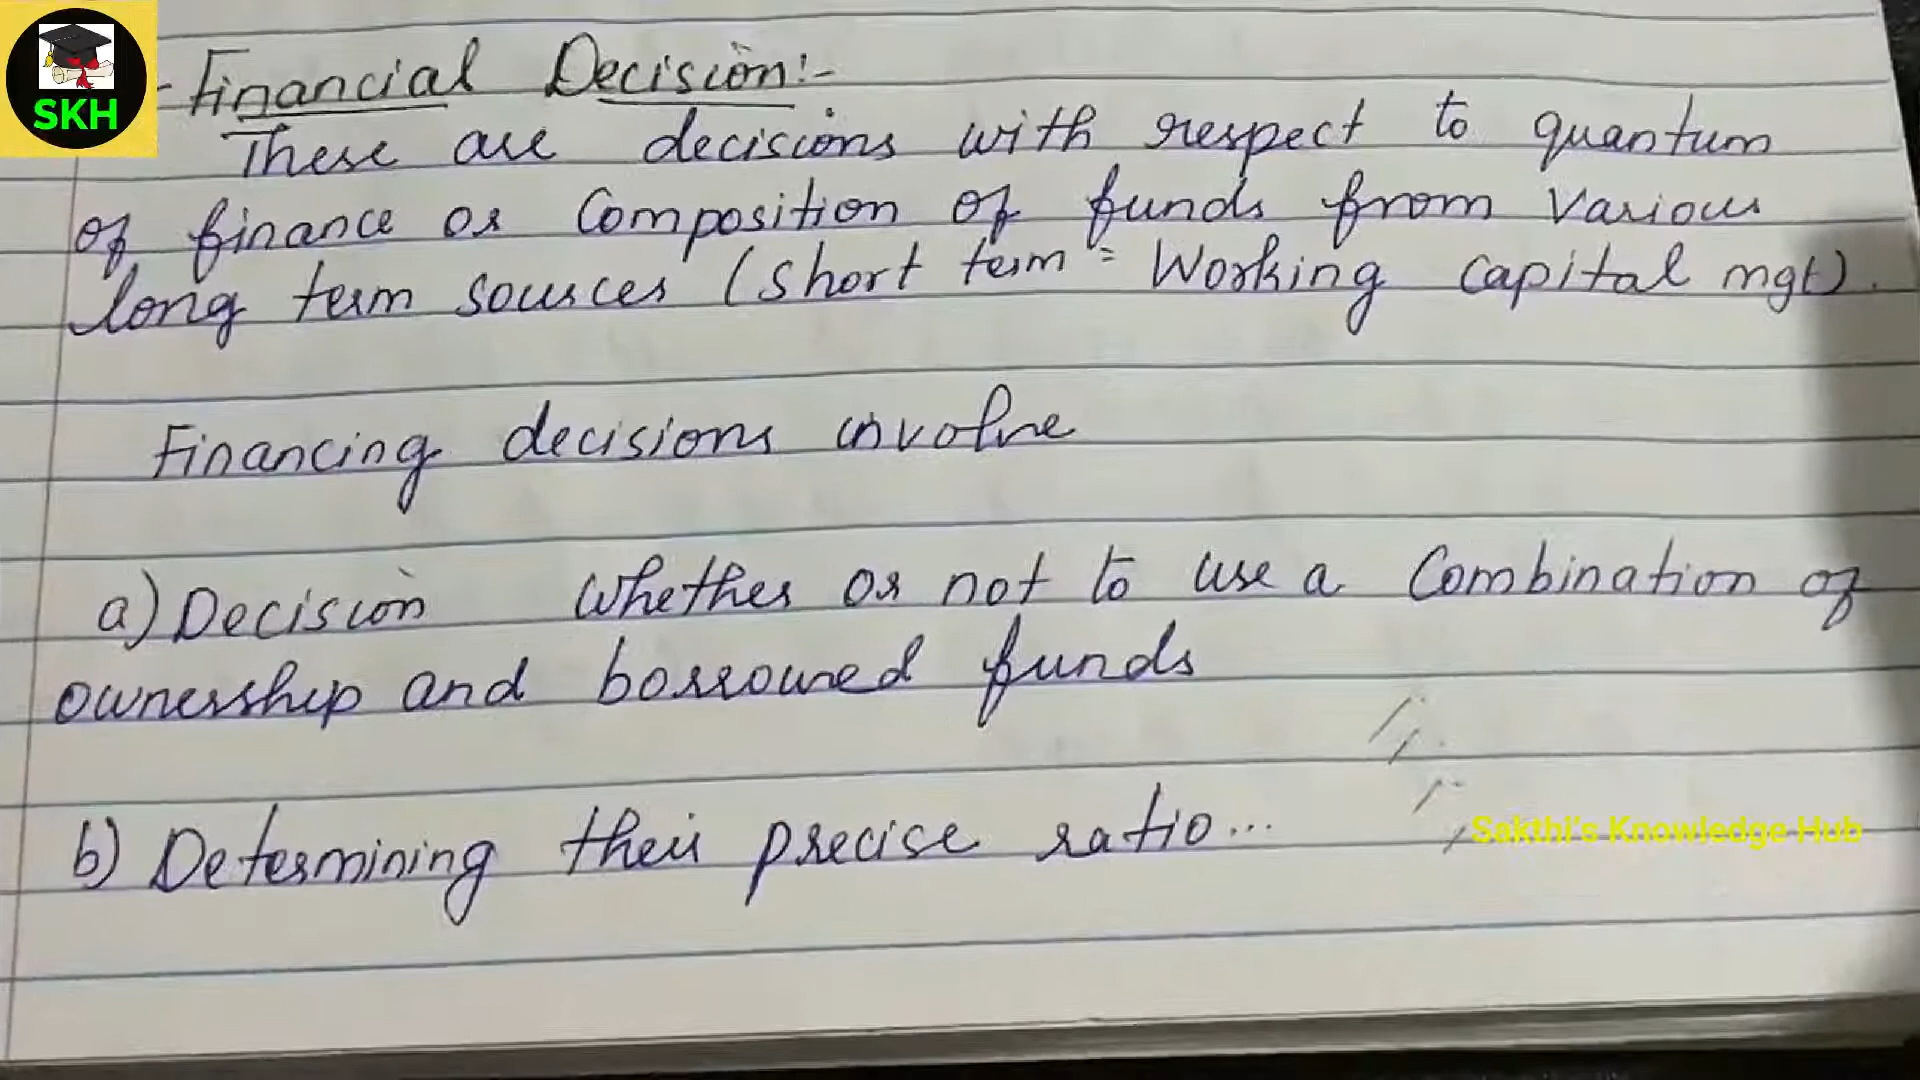 SKH
- Financial Decision:-
These are decisions with respect to quantum
of finance or Composition of funds from various
long term sources (short term = Working capital mgt).
Financing decisions involve
a) Decision whether or not to use a Combination of
ownership and borrowed funds
b) Determining their precise ratio...
Sakthi's Knowledge Hub